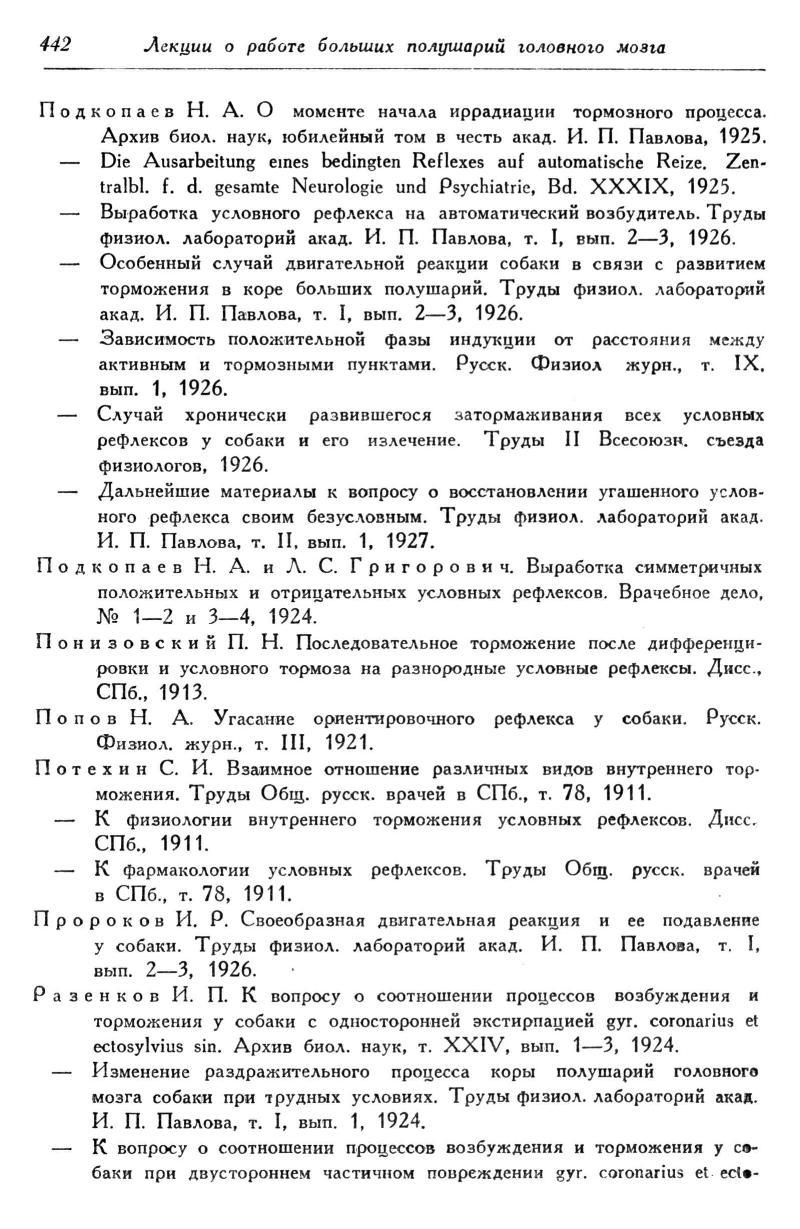 442 Лекции о работе больших полушарий головного мозга
Подкопаев Н. А. О моменте начала иррадиации тормозного процесса.
Архив биол. наук, юбилейный том в честь акад. И. П. Павлова, 1925.
— Die Ausarbeitung eines bedingten Reflexes auf automatische Reize. Zen-
tralbl. f. d. gesamte Neurologie und Psychiatrie, Bd. XXXIX, 1925.
— Выработка условного рефлекса на автоматический возбудитель. Труды
физиол. лабораторий акад. И. П. Павлова, т. I, вып. 2—3, 1926.
— Особенный случай двигательной реакции собаки в связи с развитием
торможения в коре больших полушарий. Труды физиол. лабораторий
акад. И. П. Павлова, т. I, вып. 2—3, 1926.
— Зависимость положительной фазы индукции от расстояния между
активным и тормозными пунктами. Русск. Физиол журн., т. IX,
вып. 1, 1926.
— Случай хронически развившегося затормаживания всех условных
рефлексов у собаки и его излечение. Труды II Всесоюзн. съезда
физиологов, 1926.
— Дальнейшие материалы к вопросу о восстановлении угашенного услов-
ного рефлекса своим безусловным. Труды физиол. лабораторий акад.
И. П. Павлова, т. II, вып. 1, 1927.
Подкопаев Н. А. и Л. С. Григорович. Выработка симметричных
положительных и отрицательных условных рефлексов. Врачебное дело,
№ 1—2 и 3—4, 1924.
Понизовский П. Н. Последовательное торможение после дифференци-
ровки и условного тормоза на разнородные условные рефлексы. Дисс.,
СПб., 1913.
Попов Н. А. Угасание ориентировочного рефлекса у собаки. Русск.
Физиол. журн., т. III, 1921.
Потехин С. И. Взаимное отношение различных видов внутреннего тор-
можения. Труды Общ. русск. врачей в СПб., т. 78, 1911.
— К физиологии внутреннего торможения условных рефлексов. Дисс.
СПб., 1911.
— К фармакологии условных рефлексов. Труды Общ. русск. врачей
в СПб., т. 78, 1911.
Пророков И. Р. Своеобразная двигательная реакция и ее подавление
у собаки. Труды физиол. лабораторий акад. И. П. Павлова, т. I,
вып. 2—3, 1926.
Разенков И. П. К вопросу о соотношении процессов возбуждения и
торможения у собаки с односторонней экстирпацией gyr. coronarius et
ectosylvius sin. Архив биол. наук, т. XXIV, вып. 1—3, 1924.
— Изменение раздражительного процесса коры полушарий головного
мозга собаки при трудных условиях. Труды физиол. лабораторий акад.
И. П. Павлова, т. I, вып. 1, 1924.
— К вопросу о соотношении процессов возбуждения и торможения у со-
баки при двустороннем частичном повреждении gyr. coronarius et ecto-